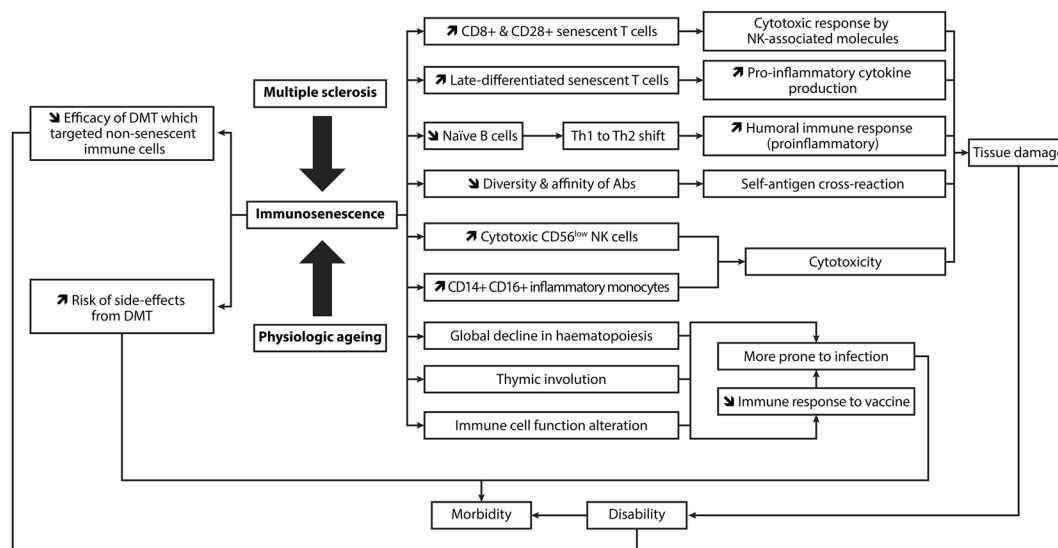 ↗ CD8+ & CD28+ senescent T cells
Cytotoxic response by
NK-associated molecules
Multiple sclerosis
↗ Late-differentiated senescent T cells
↗ Pro-inflammatory cytokine
production
↘ Efficacy of DMT which
targeted non-senescent
immune cells
↘ Naïve B cells
Th1 to Th2 shift
↗ Humoral immune response
(proinflammatory)
Tissue damage
Immunosenescence
↘ Diversity & affinity of Abs
Self-antigen cross-reaction
↗ Cytotoxic CD56low NK cells
Cytotoxicity
↗ CD14+ CD16+ inflammatory monocytes
↗ Risk of side-effects
from DMT
Physiologic ageing
Global decline in haematopoiesis
More prone to infection
Thymic involution
↘ Immune response to vaccine
Immune cell function alteration
Morbidity
Disability